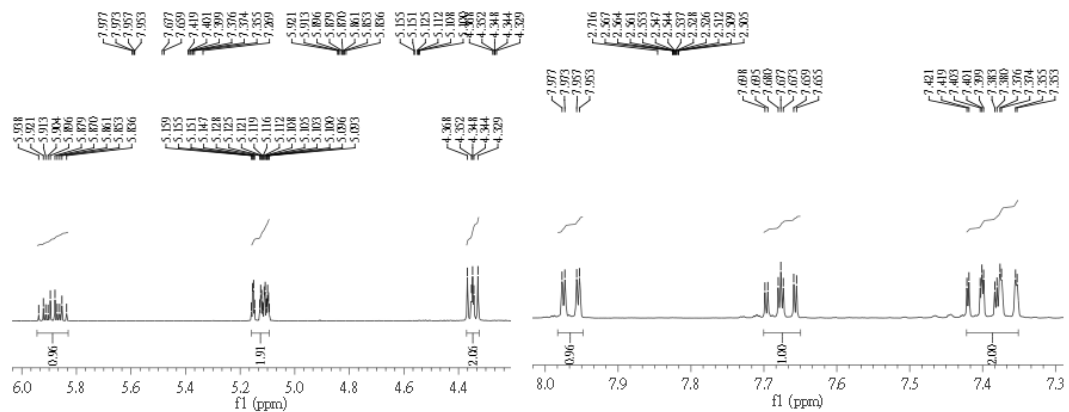 7.977 7.973 7.957 7.953 7.677 7.659 7.419 7.401 7.399 7.376 7.374 7.355 7.269
5.921 5.913 5.896 5.879 5.870 5.861 5.853 5.836
5.155 5.151 5.125 5.112 5.108 5.100 4.368 4.352 4.348 4.344 4.329
2.716 2.567 2.564 2.561 2.553 2.547 2.544 2.537 2.528 2.526 2.512 2.509 2.505
5.938 5.921 5.913 5.904 5.896 5.879 5.870 5.861 5.853 5.836
5.159 5.155 5.151 5.147 5.128 5.125 5.121 5.119 5.116 5.112 5.108 5.105 5.103 5.100 5.096 5.093
4.368 4.352 4.348 4.344 4.329
0.96 1.91 2.06
6.0 5.8 5.6 5.4 5.2 5.0 4.8 4.6 4.4
f1 (ppm)
7.977 7.973 7.957 7.953
7.698 7.695 7.680 7.677 7.673 7.659 7.655
7.421 7.419 7.403 7.401 7.399 7.383 7.380 7.376 7.374 7.355 7.353
0.96 1.00 2.00
8.0 7.9 7.8 7.7 7.6 7.5 7.4 7.3
f1 (ppm)